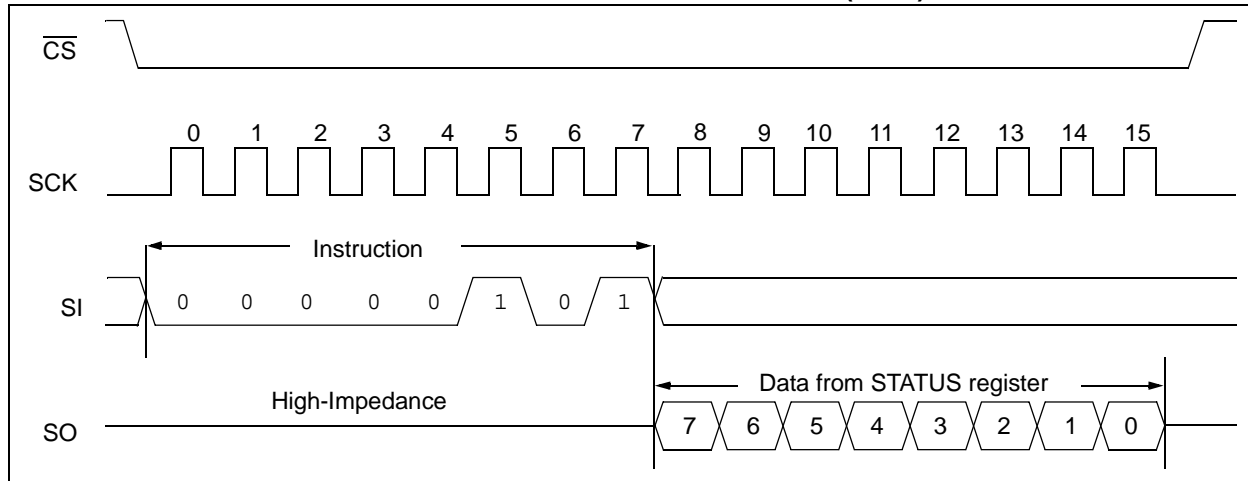 CS
0 1 2 3 4 5 6 7 8 9 10 11 12 13 14 15
SCK
Instruction
SI 0 0 0 0 0 1 0 1
Data from STATUS register
High-Impedance
SO 7 6 5 4 3 2 1 0